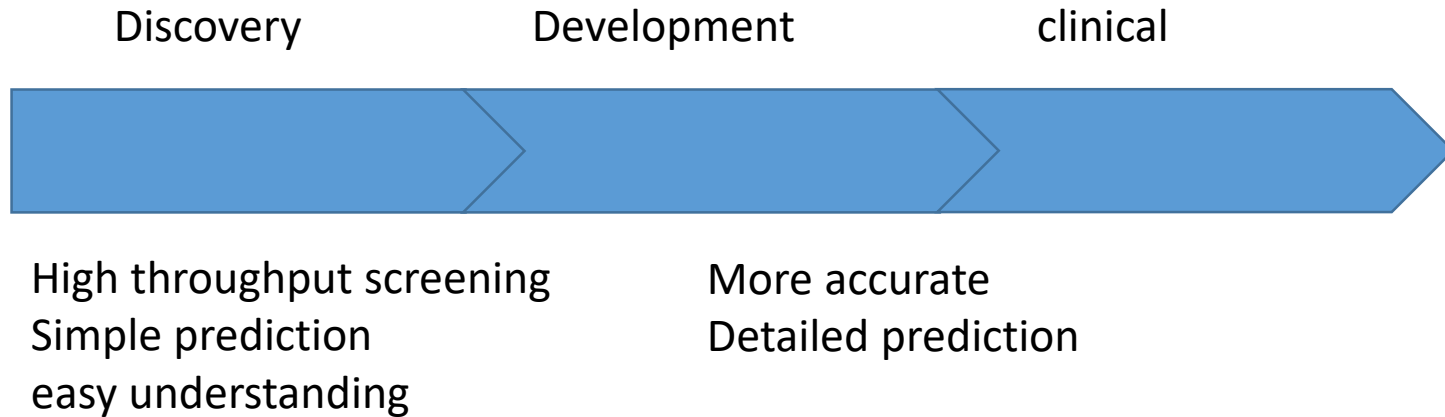 Discovery
Development
clinical
High throughput screening
Simple prediction
easy understanding
More accurate
Detailed prediction